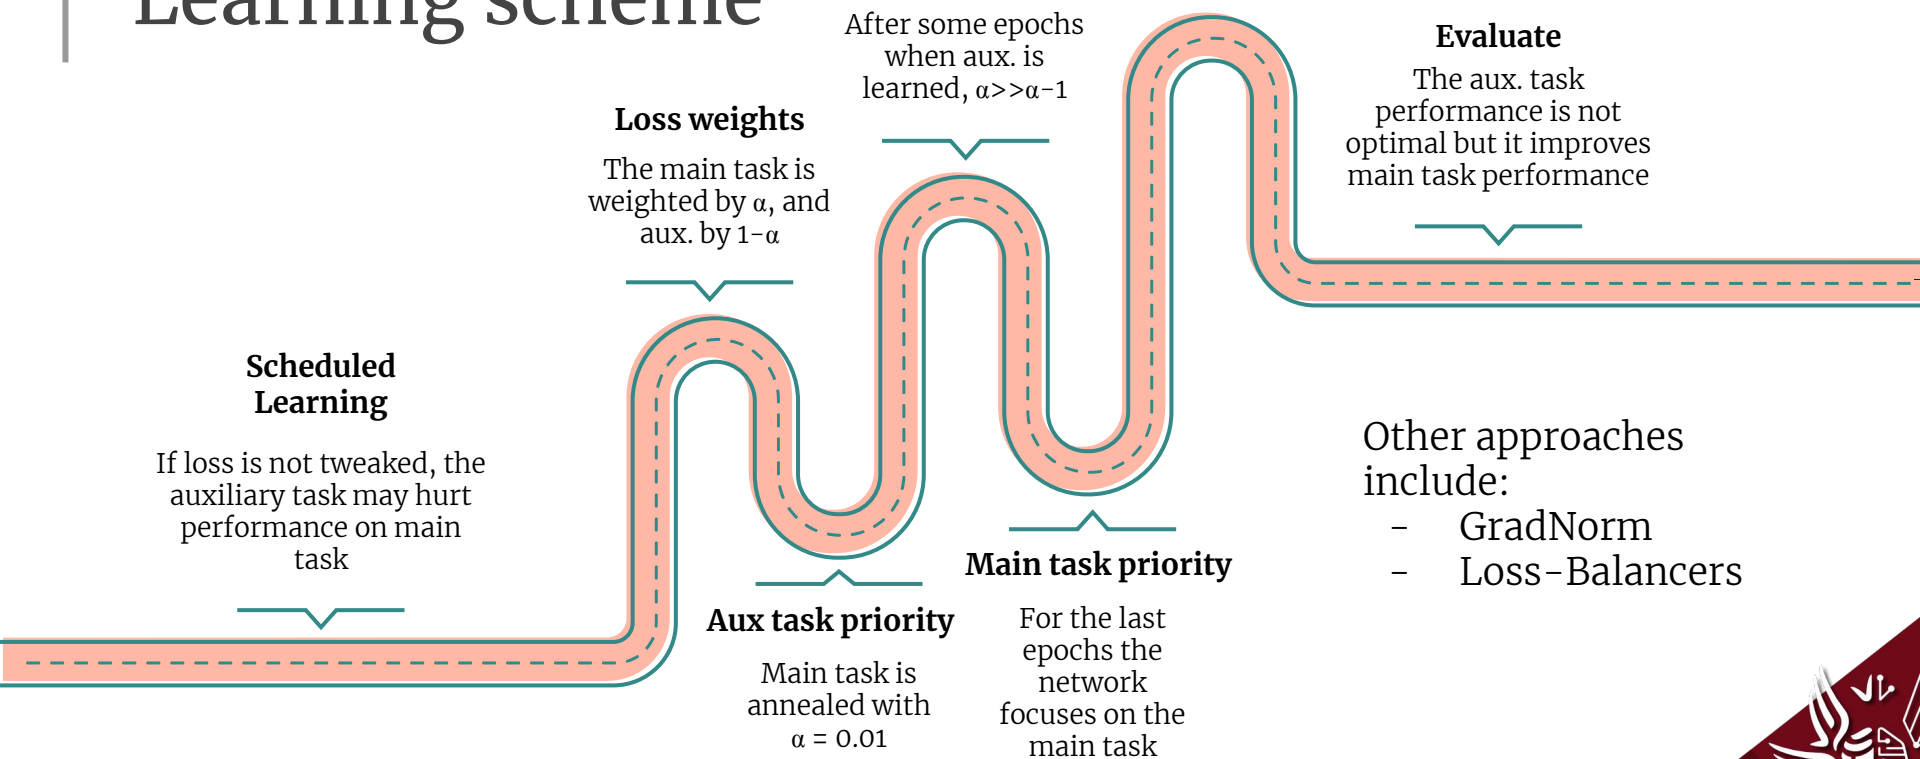 Learning scheme
Scheduled
Learning
If loss is not tweaked, the
auxiliary task may hurt
performance on main
task
Loss weights
The main task is
weighted by α, and
aux. by 1-α
Aux task priority
Main task is
annealed with
α = 0.01
After some epochs
when aux. is
learned, α>>α-1
Main task priority
For the last
epochs the
network
focuses on the
main task
Evaluate
The aux. task
performance is not
optimal but it improves
main task performance
Other approaches
include:
- GradNorm
- Loss-Balancers